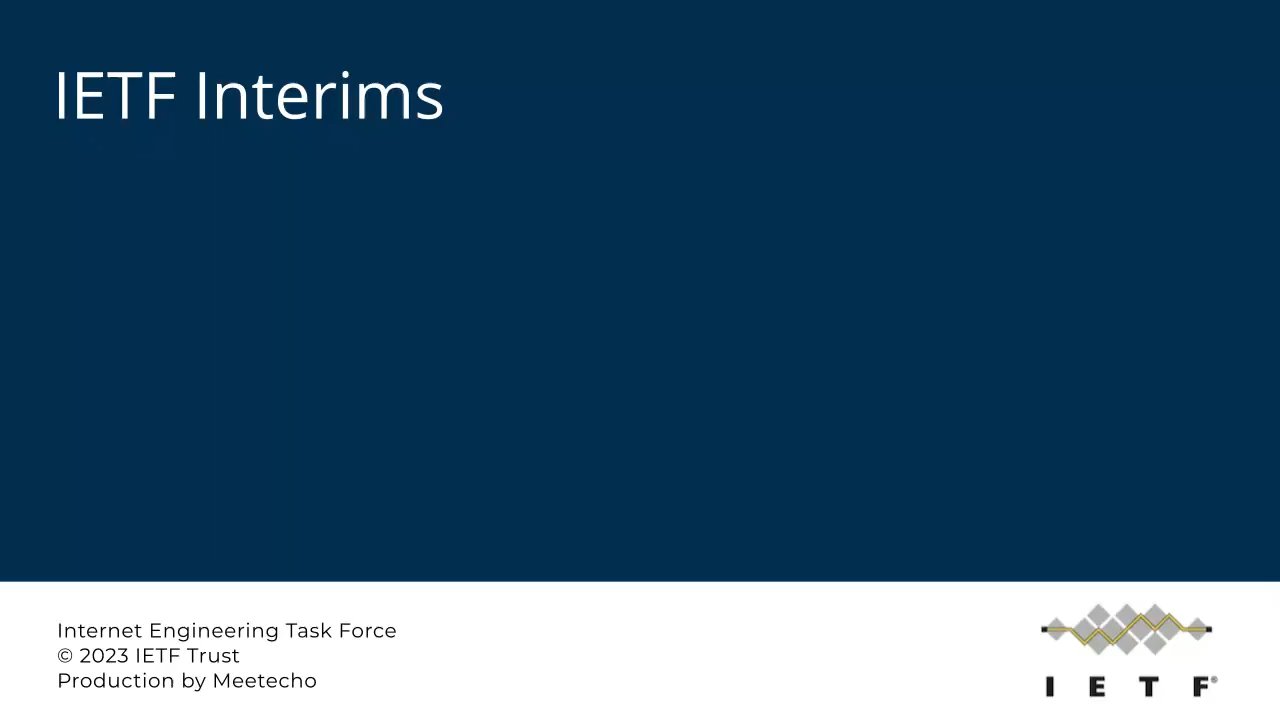 IETF Interims
Internet Engineering Task Force
© 2023 IETF Trust
Production by Meetecho
I E T F®